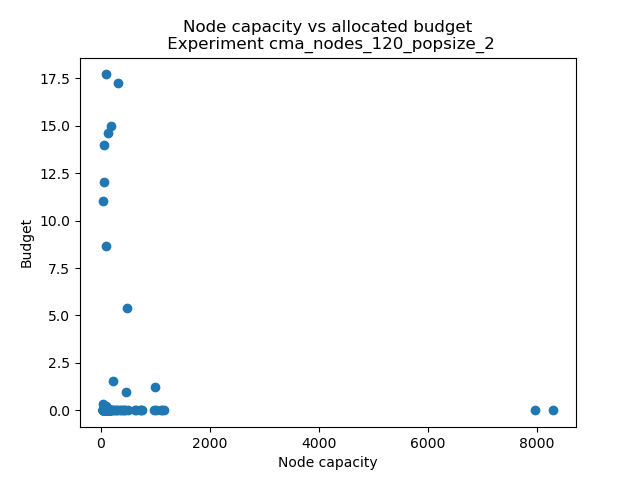 Node capacity vs allocated budget
Experiment cma_nodes_120_popsize_2
17.5
15.0
12.5
10.0
7.5
5.0
2.5
0.0
Budget
0 2000 4000 6000 8000
Node capacity